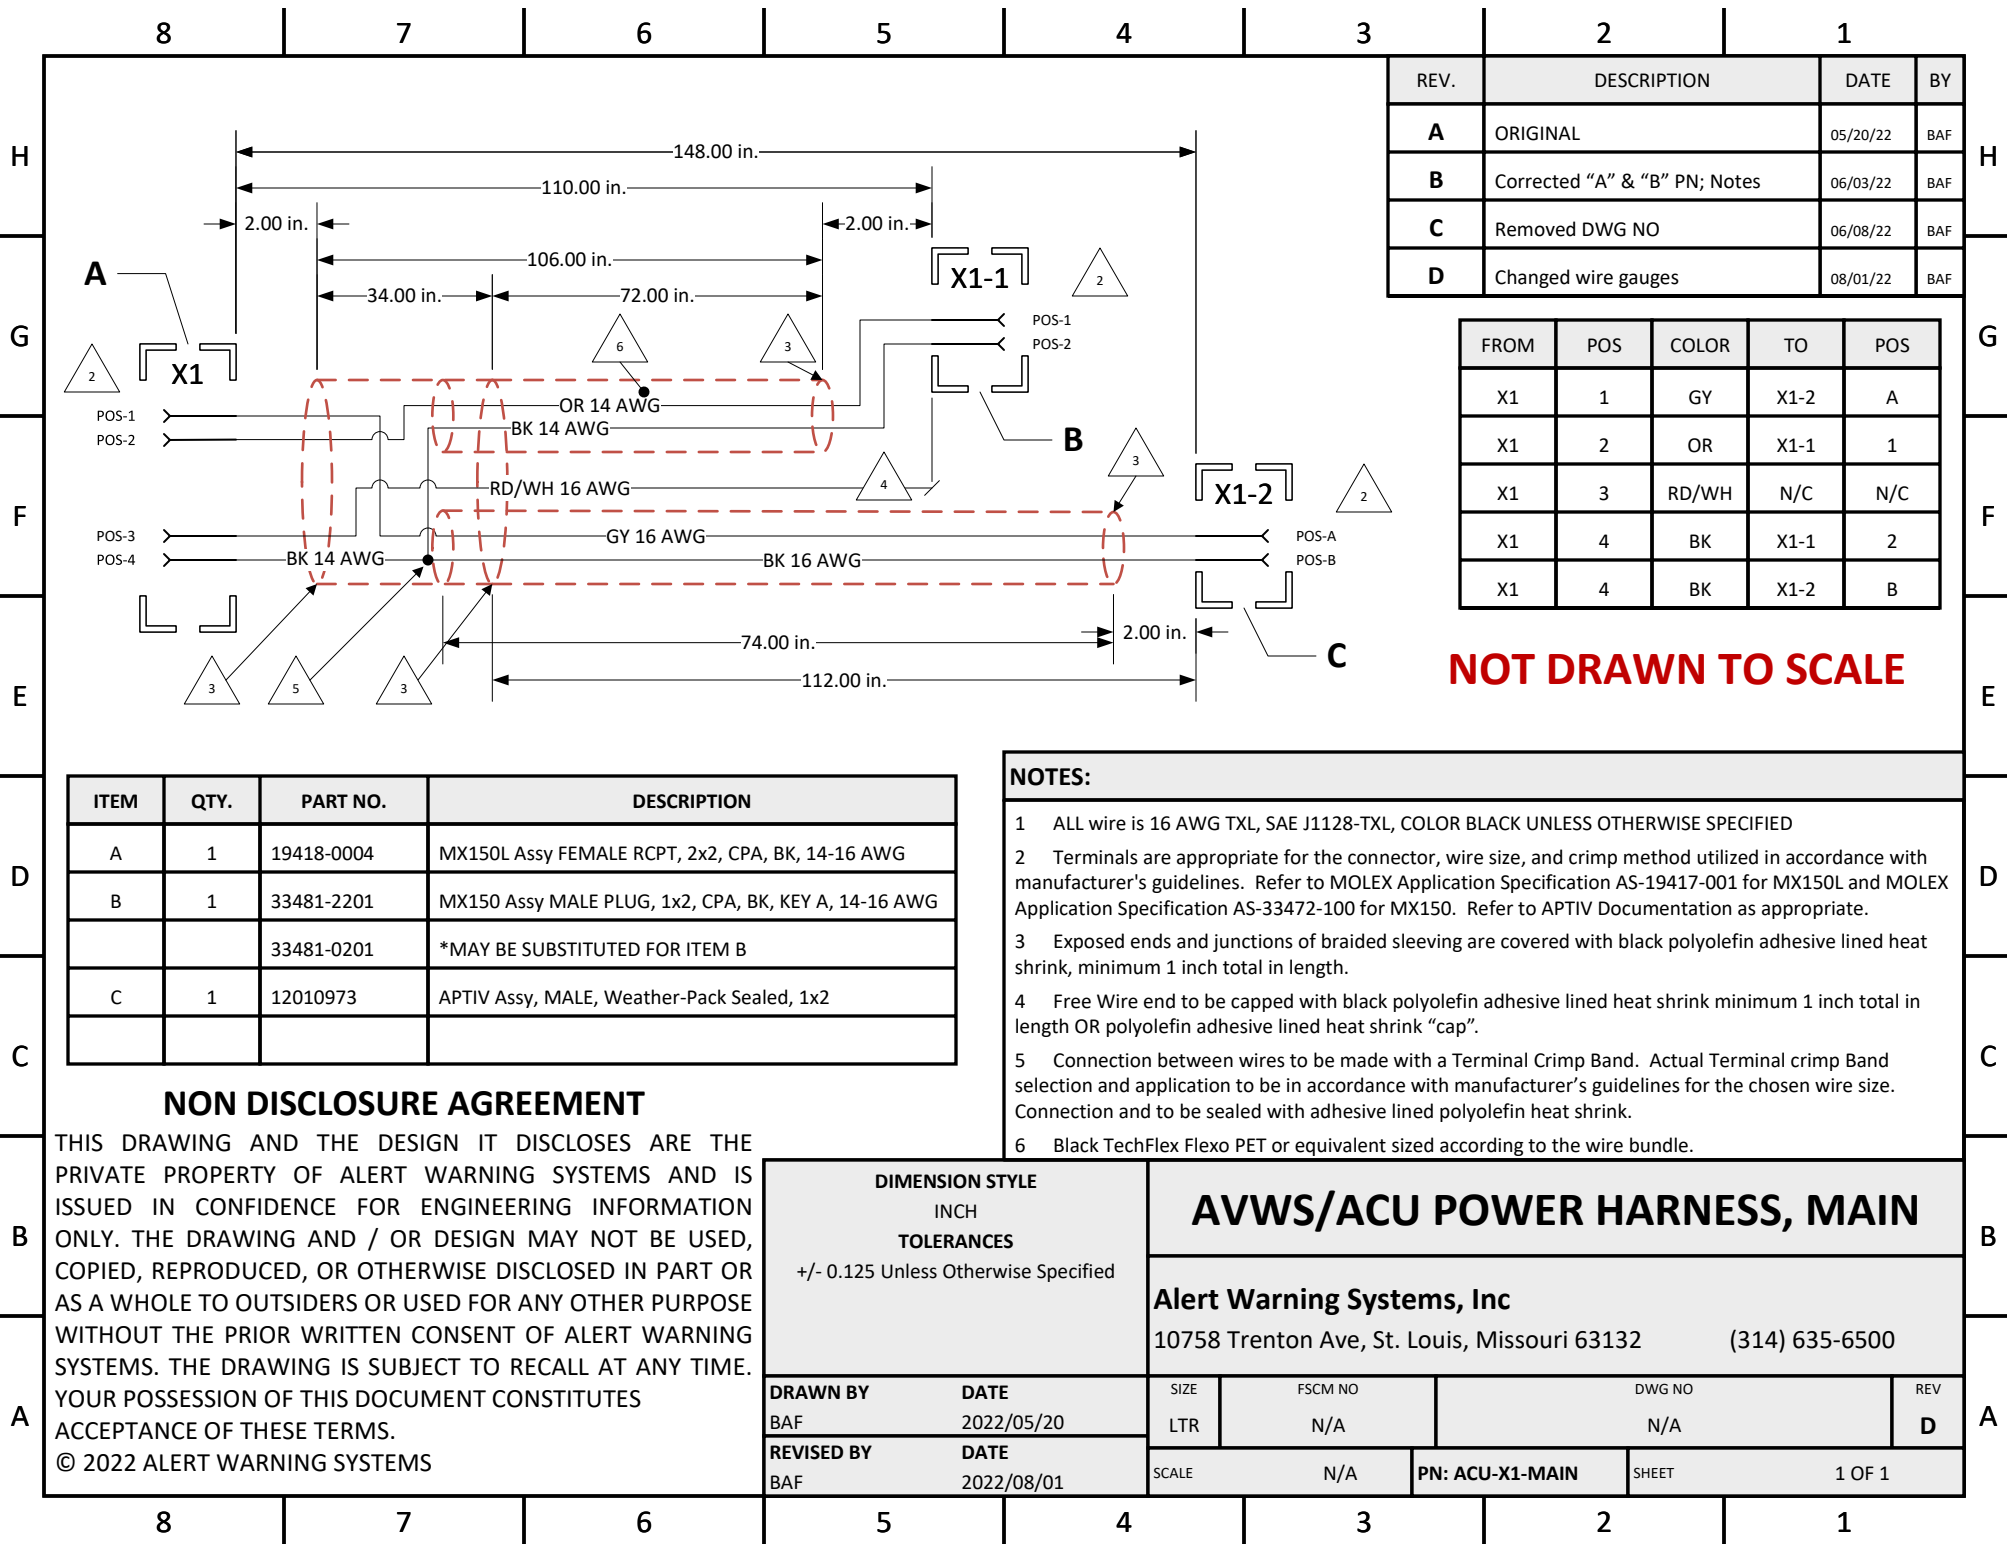 8 7 6 5 4 3 2 1
H
G
F
E
D
C
B
A
H
G
F
E
D
C
B
A
REV. DESCRIPTION DATE BY
A ORIGINAL 05/20/22 BAF
B Corrected “A” & “B” PN; Notes 06/03/22 BAF
C Removed DWG NO 06/08/22 BAF
D Changed wire gauges 08/01/22 BAF
148.00 in.
110.00 in.
2.00 in. 2.00 in.
106.00 in.
34.00 in. 72.00 in.
A
X1-1
2
POS-1
POS-2
6
3
2
X1
POS-1
POS-2
OR 14 AWG
BK 14 AWG
B
3
4
RD/WH 16 AWG
X1-2
2
POS-3
POS-4
GY 16 AWG
BK 14 AWG
BK 16 AWG
POS-A
POS-B
74.00 in.
2.00 in.
C
112.00 in.
3
5
3
FROM POS COLOR TO POS
X1 1 GY X1-2 A
X1 2 OR X1-1 1
X1 3 RD/WH N/C N/C
X1 4 BK X1-1 2
X1 4 BK X1-2 B
NOT DRAWN TO SCALE
ITEM QTY. PART NO. DESCRIPTION
A 1 19418-0004 MX150L Assy FEMALE RCPT, 2x2, CPA, BK, 14-16 AWG
B 1 33481-2201 MX150 Assy MALE PLUG, 1x2, CPA, BK, KEY A, 14-16 AWG
33481-0201 *MAY BE SUBSTITUTED FOR ITEM B
C 1 12010973 APTIV Assy, MALE, Weather-Pack Sealed, 1x2
NOTES:
1 ALL wire is 16 AWG TXL, SAE J1128-TXL, COLOR BLACK UNLESS OTHERWISE SPECIFIED
2 Terminals are appropriate for the connector, wire size, and crimp method utilized in accordance with
manufacturer's guidelines. Refer to MOLEX Application Specification AS-19417-001 for MX150L and MOLEX
Application Specification AS-33472-100 for MX150. Refer to APTIV Documentation as appropriate.
3 Exposed ends and junctions of braided sleeving are covered with black polyolefin adhesive lined heat
shrink, minimum 1 inch total in length.
4 Free Wire end to be capped with black polyolefin adhesive lined heat shrink minimum 1 inch total in
length OR polyolefin adhesive lined heat shrink “cap”.
5 Connection between wires to be made with a Terminal Crimp Band. Actual Terminal crimp Band
selection and application to be in accordance with manufacturer’s guidelines for the chosen wire size.
Connection and to be sealed with adhesive lined polyolefin heat shrink.
6 Black TechFlex Flexo PET or equivalent sized according to the wire bundle.
NON DISCLOSURE AGREEMENT
THIS DRAWING AND THE DESIGN IT DISCLOSES ARE THE
PRIVATE PROPERTY OF ALERT WARNING SYSTEMS AND IS
ISSUED IN CONFIDENCE FOR ENGINEERING INFORMATION
ONLY. THE DRAWING AND / OR DESIGN MAY NOT BE USED,
COPIED, REPRODUCED, OR OTHERWISE DISCLOSED IN PART OR
AS A WHOLE TO OUTSIDERS OR USED FOR ANY OTHER PURPOSE
WITHOUT THE PRIOR WRITTEN CONSENT OF ALERT WARNING
SYSTEMS. THE DRAWING IS SUBJECT TO RECALL AT ANY TIME.
YOUR POSSESSION OF THIS DOCUMENT CONSTITUTES
ACCEPTANCE OF THESE TERMS.
© 2022 ALERT WARNING SYSTEMS
DIMENSION STYLE
INCH
TOLERANCES
+/- 0.125 Unless Otherwise Specified
DRAWN BY DATE
BAF 2022/05/20
REVISED BY DATE
BAF 2022/08/01
AVWS/ACU POWER HARNESS, MAIN
Alert Warning Systems, Inc
10758 Trenton Ave, St. Louis, Missouri 63132 (314) 635-6500
SIZE FSCM NO DWG NO REV
LTR N/A N/A D
SCALE N/A PN: ACU-X1-MAIN SHEET 1 OF 1
8 7 6 5 4 3 2 1